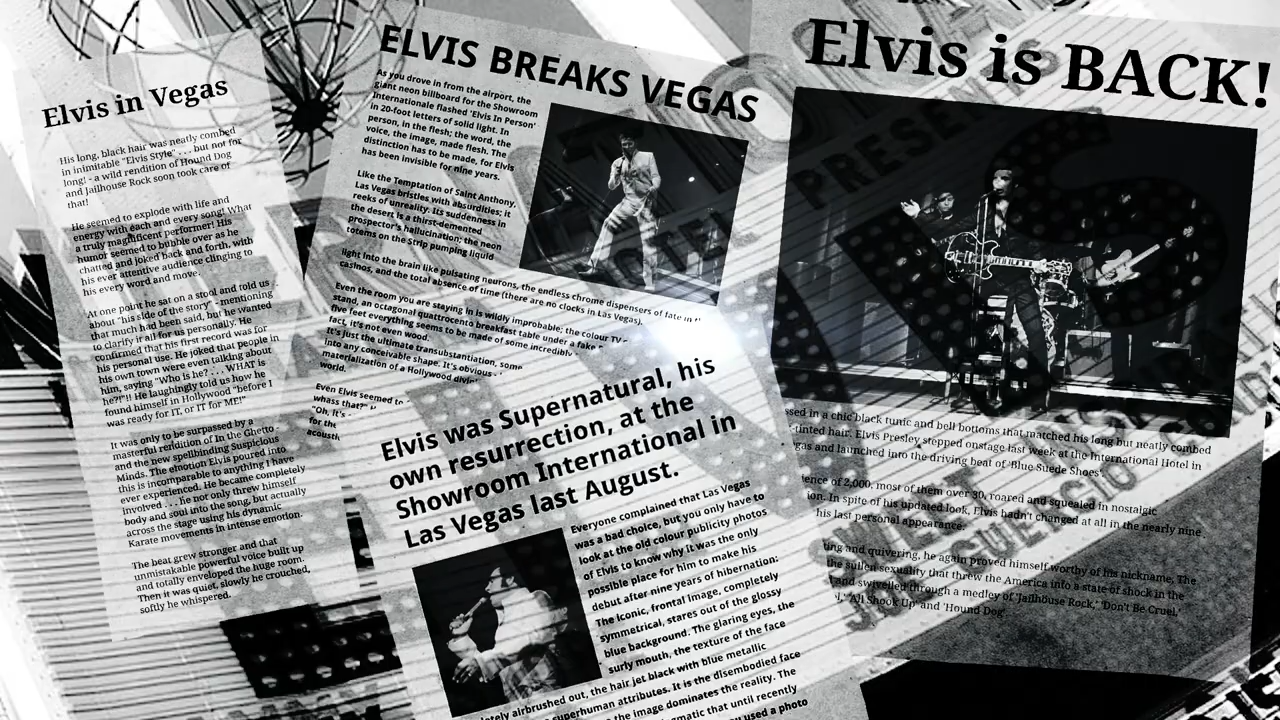 Elvis in Vegas
His long, black hair was neatly combed
in inimitable "Elvis Style" . . . but not for
long! - a wild rendition of Hound Dog
and Jailhouse Rock soon took care of
that!
He seemed to explode with life and
energy with each and every song! What
a truly magnificent performer! His
humor seemed to bubble over as he
chatted and joked back and forth, with
his ever attentive audience clinging to
his every word and move.
At one point he sat on a stool and told us . .
about "his side of the story" - mentioning
that much had been said, but he wanted
to clarify it all for us personally. He
confirmed that his first record was for
his personal use. He joked that people in
his own town were even talking about
him, saying "Who is he? . . . WHAT is
he?!"!! He laughingly told us how he
found himself in Hollywood "before I
was ready for IT, or IT for ME!"
It was only to be surpassed by a
masterful rendition of In the Ghetto
and the new spellbinding Suspicious
Minds. The emotion Elvis poured into
this is incomparable to anything I have
ever experienced. He became completely
involved . . . he not only threw himself
body and soul into the song, but actually
across the stage using his dynamic
Karate movements in intense emotion.
The beat grew stronger and that
unmistakable powerful voice built up
and totally enveloped the huge room.
Then it was quiet, slowly he crouched,
softly he whispered.
ELVIS BREAKS VEGAS
As you drove in from the airport, the
giant neon billboard for the Showroom
Internationale flashed 'Elvis In Person'
in 20-foot letters of solid light. In
person, in the flesh; the word, the
voice, the image, made flesh. The
distinction has to be made, for Elvis
has been invisible for nine years.
Like the Temptation of Saint Anthony,
Las Vegas bristles with absurdities; it
reeks of unreality. Its suddenness in
the desert is a thirst-demented
prospector's hallucination; the neon
totems on the Strip pumping liquid
light into the brain like pulsating neurons, the endless chrome dispensers of fate in
casinos, and the total absence of time (there are no clocks in Las Vegas).
Even the room you are staying in is wildly improbable; the colour TV
stand, an octagonal quattrocento breakfast table under a fake
five feet everything seems to be made of some incredibly
fact, it's not even wood.
It's just the ultimate transubstantiation, some
into any conceivable shape. It's obvious
materialization of a Hollywood
world.
Even Elvis seemed to
whass that?"
"Oh, it's
for the
Elvis was Supernatural, his
own resurrection, at the
Showroom International in
Las Vegas last August.
Everyone complained that Las Vegas
was a bad choice, but you only have to
look at the old colour publicity photos
of Elvis to know why it was the only
possible place for him to make his
debut after nine years of hibernation:
The iconic, frontal image, completely
symmetrical, stares out of the glossy
blue background. The glaring eyes, the
surly mouth, the texture of the face
airbrushed out, the hair jet black with blue metallic
superhuman attributes. It is the disembodied face
the image dominates the reality. The
that until recently
used a photo
Elvis is BACK!
in a chic black tunic and bell bottoms that matched his long but neatly combed
hair. Elvis Presley stepped onstage last week at the International Hotel in
and launched into the driving beat of 'Blue Suede Shoes'.
of 2,000, most of them over 30, roared and squealed in nostalgic
In spite of his updated look, Elvis hadn't changed at all in the nearly nine
his last personal appearance.
and quivering, he again proved himself worthy of his nickname, The
the sullen sexuality that threw the America into a state of shock in the
and swivelled through a medley of 'Jailhouse Rock,' 'Don't Be Cruel,'
'All Shook Up' and 'Hound Dog'.